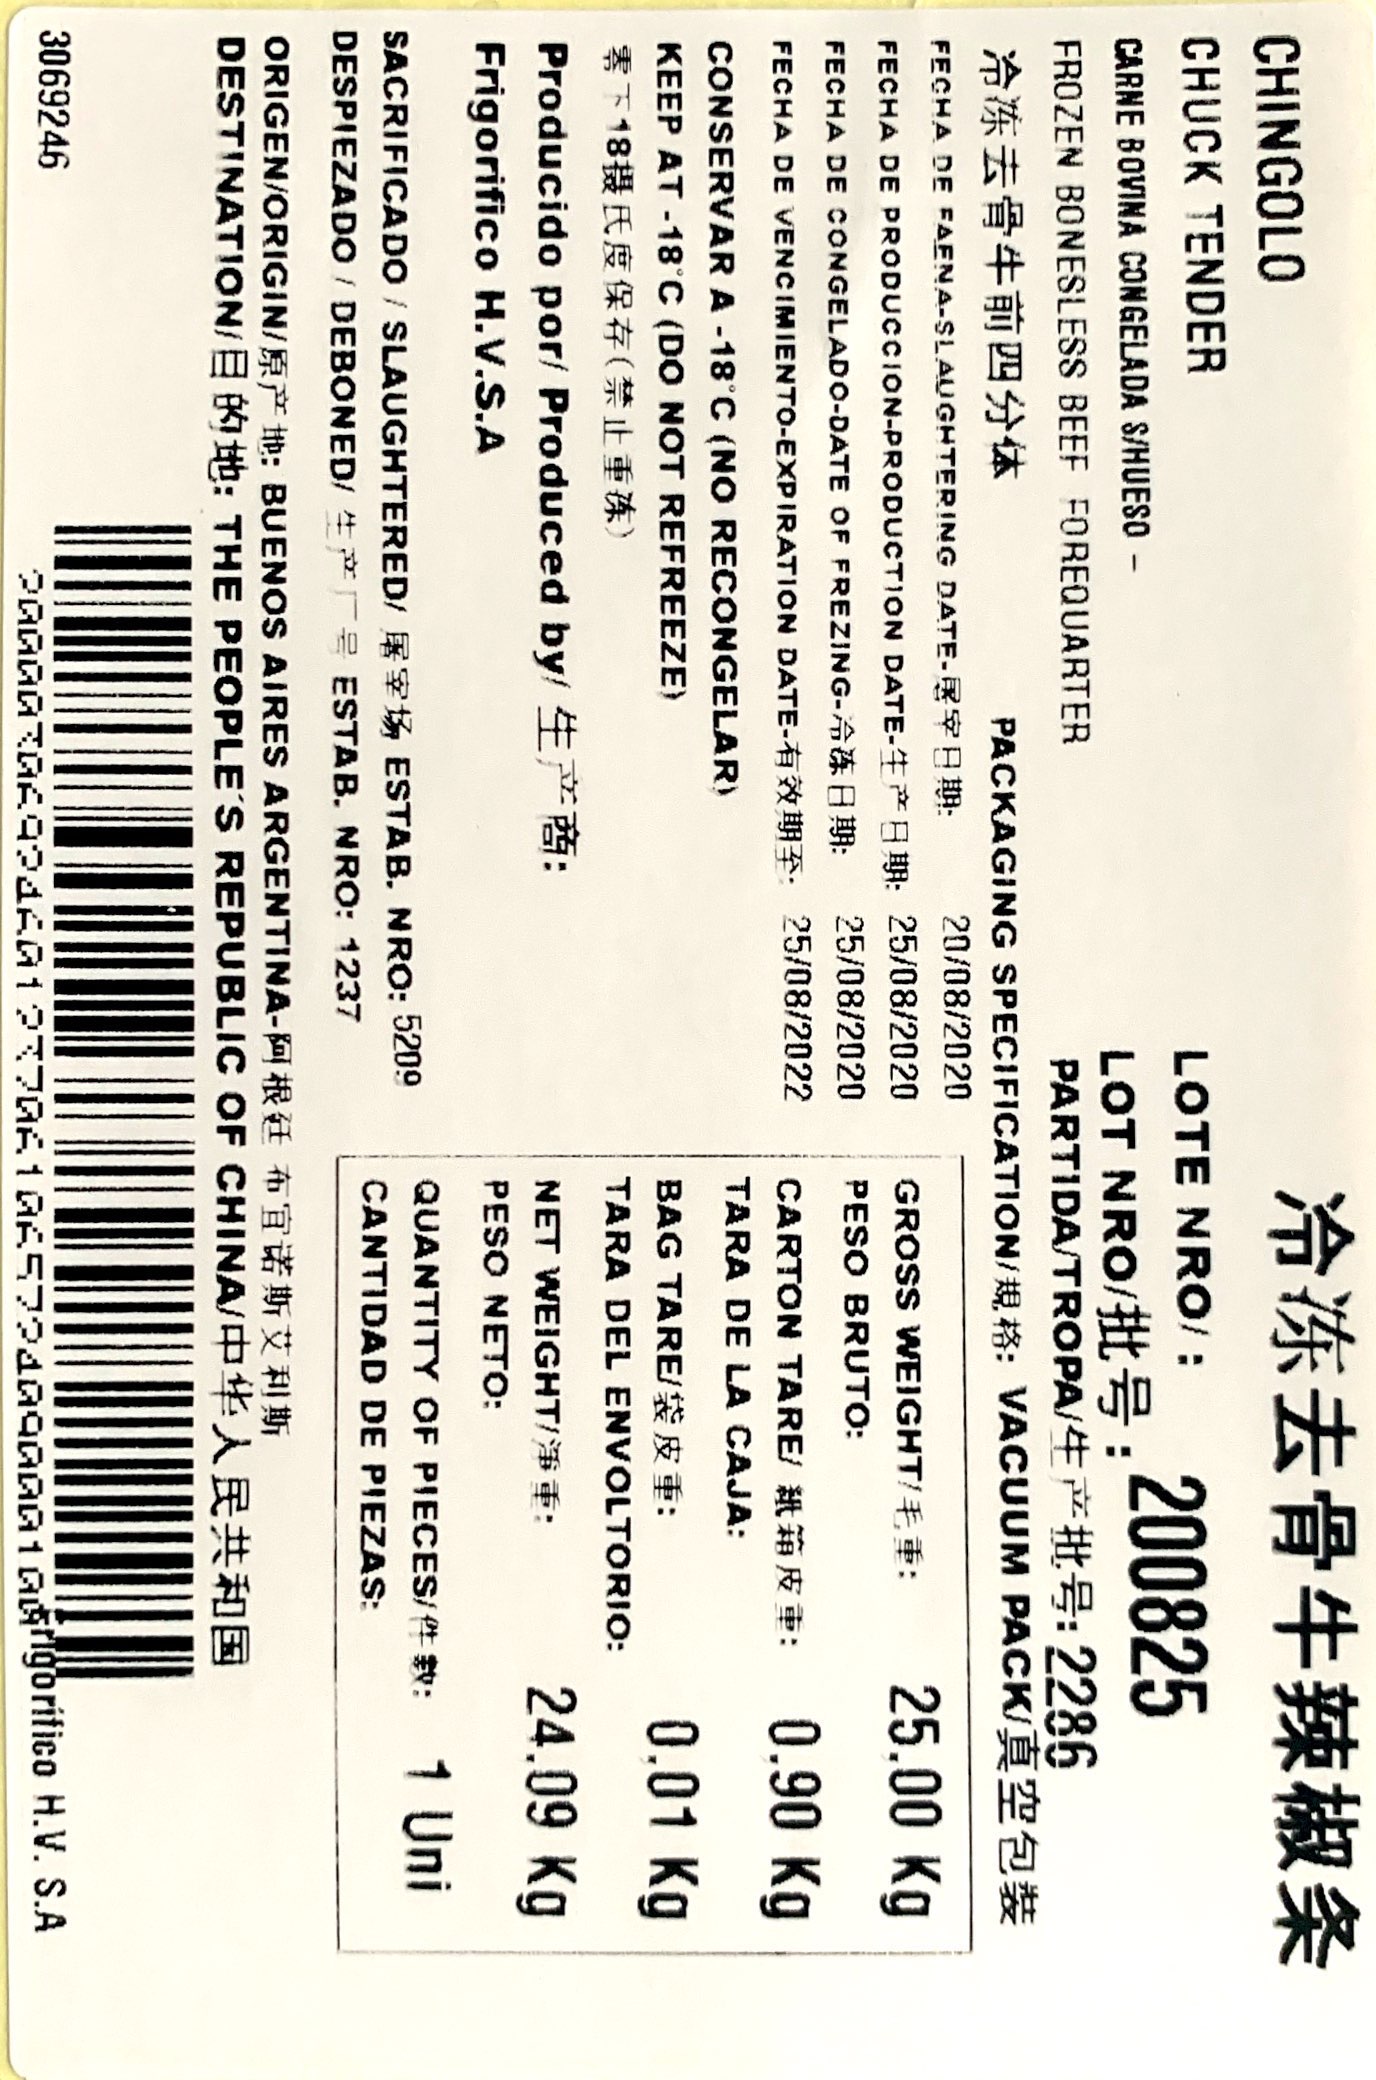 CHINGOLO
冷冻去骨牛辣椒条
CHUCK TENDER
LOTE NRO/ :
CARNE BOVINA CONGELADA S/HUESO -
LOT NRO/批号 : 200825
FROZEN BONESLESS BEEF FOREQUARTER
PARTIDA/TROPA/生产批号: 2286
冷冻去骨牛前四分体
PACKAGING SPECIFICATION/規格: VACUUM PACK/真空包裝
FECHA DE FAENA-SLAUGHTERING DATE-屠宰日期: 20/08/2020
FECHA DE PRODUCCION-PRODUCTION DATE-生产日期: 25/08/2020
FECHA DE CONGELADO-DATE OF FREZING-冷冻日期: 25/08/2020
FECHA DE VENCIMIENTO-EXPIRATION DATE-有效期至: 25/08/2022
CONSERVAR A -18°C (NO RECONGELAR)
KEEP AT -18°C (DO NOT REFREEZE)
零下18摄氏度保存(禁止重冻)
Producido por/ Produced by/ 生产商:
Frigorifico H.V.S.A
SACRIFICADO / SLAUGHTERED/ 屠宰场 ESTAB. NRO: 5209
DESPIEZADO / DEBONED/ 生产厂号 ESTAB. NRO: 1237
GROSS WEIGHT/毛重: 25.00 Kg
PESO BRUTO:
CARTON TARE/ 紙箱皮重: 0.90 Kg
TARA DE LA CAJA:
BAG TARE/袋皮重: 0.01 Kg
TARA DEL ENVOLTORIO:
NET WEIGHT/淨重: 24.09 Kg
PESO NETO:
QUANTITY OF PIECES/件數: 1 Uni
CANTIDAD DE PIEZAS:
ORIGEN/ORIGIN/原产地: BUENOS AIRES ARGENTINA-阿根廷 布宜诺斯艾利斯
DESTINATION/目的地: THE PEOPLE´S REPUBLIC OF CHINA/中华人民共和国
3069246
Frigorífico H.V. S.A